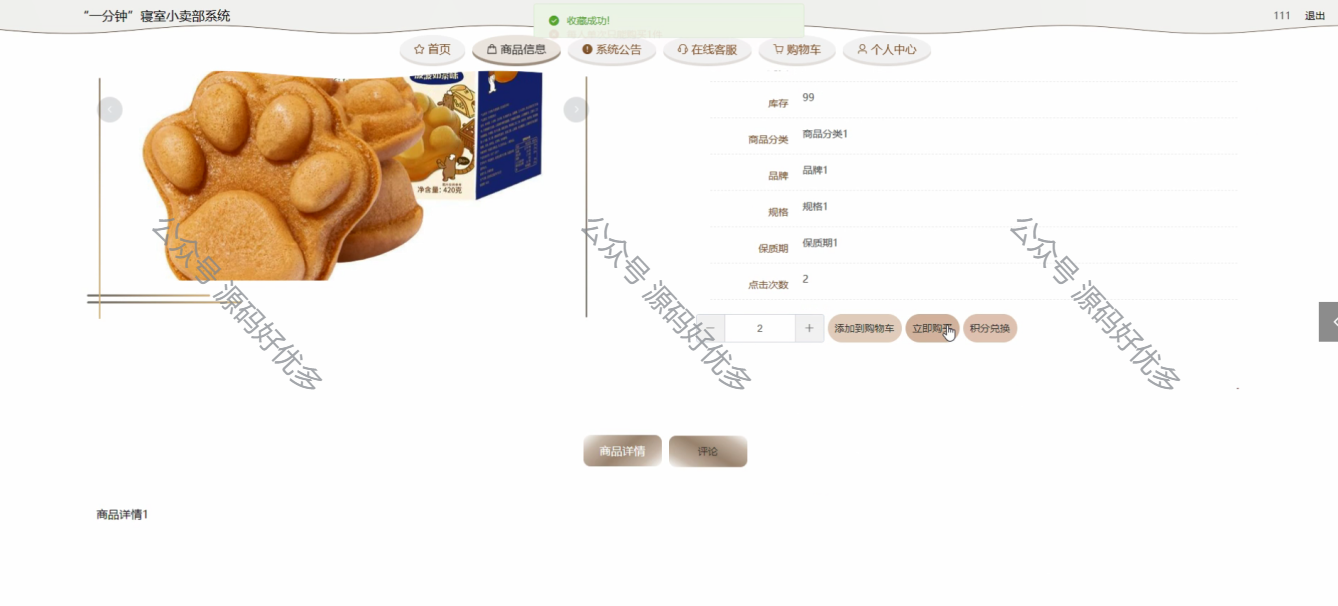 “一分钟”寝室小卖部系统
收藏成功!
111 退出
首页 商品信息 系统公告 在线客服 购物车 个人中心
净含量: 420克
库存 99
商品分类 商品分类1
品牌 品牌1
规格 规格1
保质期 保质期1
点击次数 2
2 添加到购物车 立即购买 积分兑换
公众号 源码好优多
公众号 源码好优多
公众号 源码好优多
商品详情 评论
商品详情1